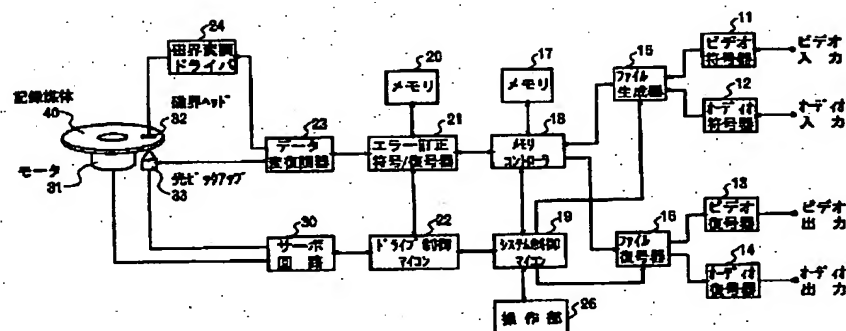 24
磁界変調
ドライバ
記録媒体
40
磁界ヘッド
32
モータ
31
光ピックアップ
33
23
データ
変復調器
20
メモリ
21
エラー訂正
符号/復号器
17
メモリ
18
メモリ
コントローラ
15
ファイル
生成器
11
ビデオ
符号器
ビデオ
入力
12
オーディオ
符号器
オーディオ
入力
30
サーボ
回路
22
ドライブ制御
マイコン
19
システム制御
マイコン
26
操作部
16
ファイル
復号器
13
ビデオ
復号器
ビデオ
出力
14
オーディオ
復号器
オーディオ
出力